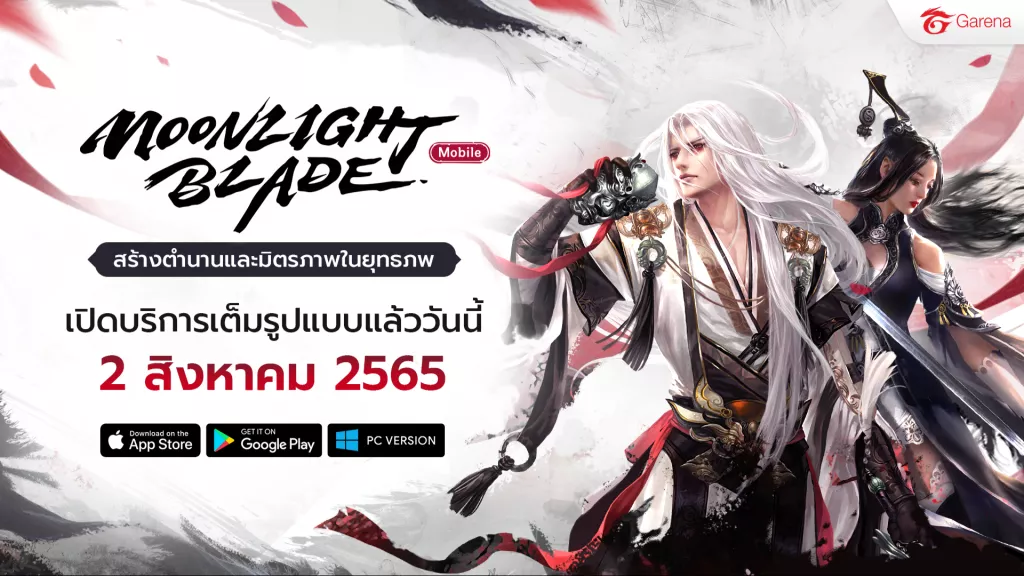 Garena
MOONLIGHT
BLADE
Mobile
สร้างตำนานและมิตรภาพในยุทธภพ
เปิดบริการเต็มรูปแบบแล้ววันนี้
2 สิงหาคม 2565
Download on the
App Store
GET IT ON
Google Play
PC VERSION